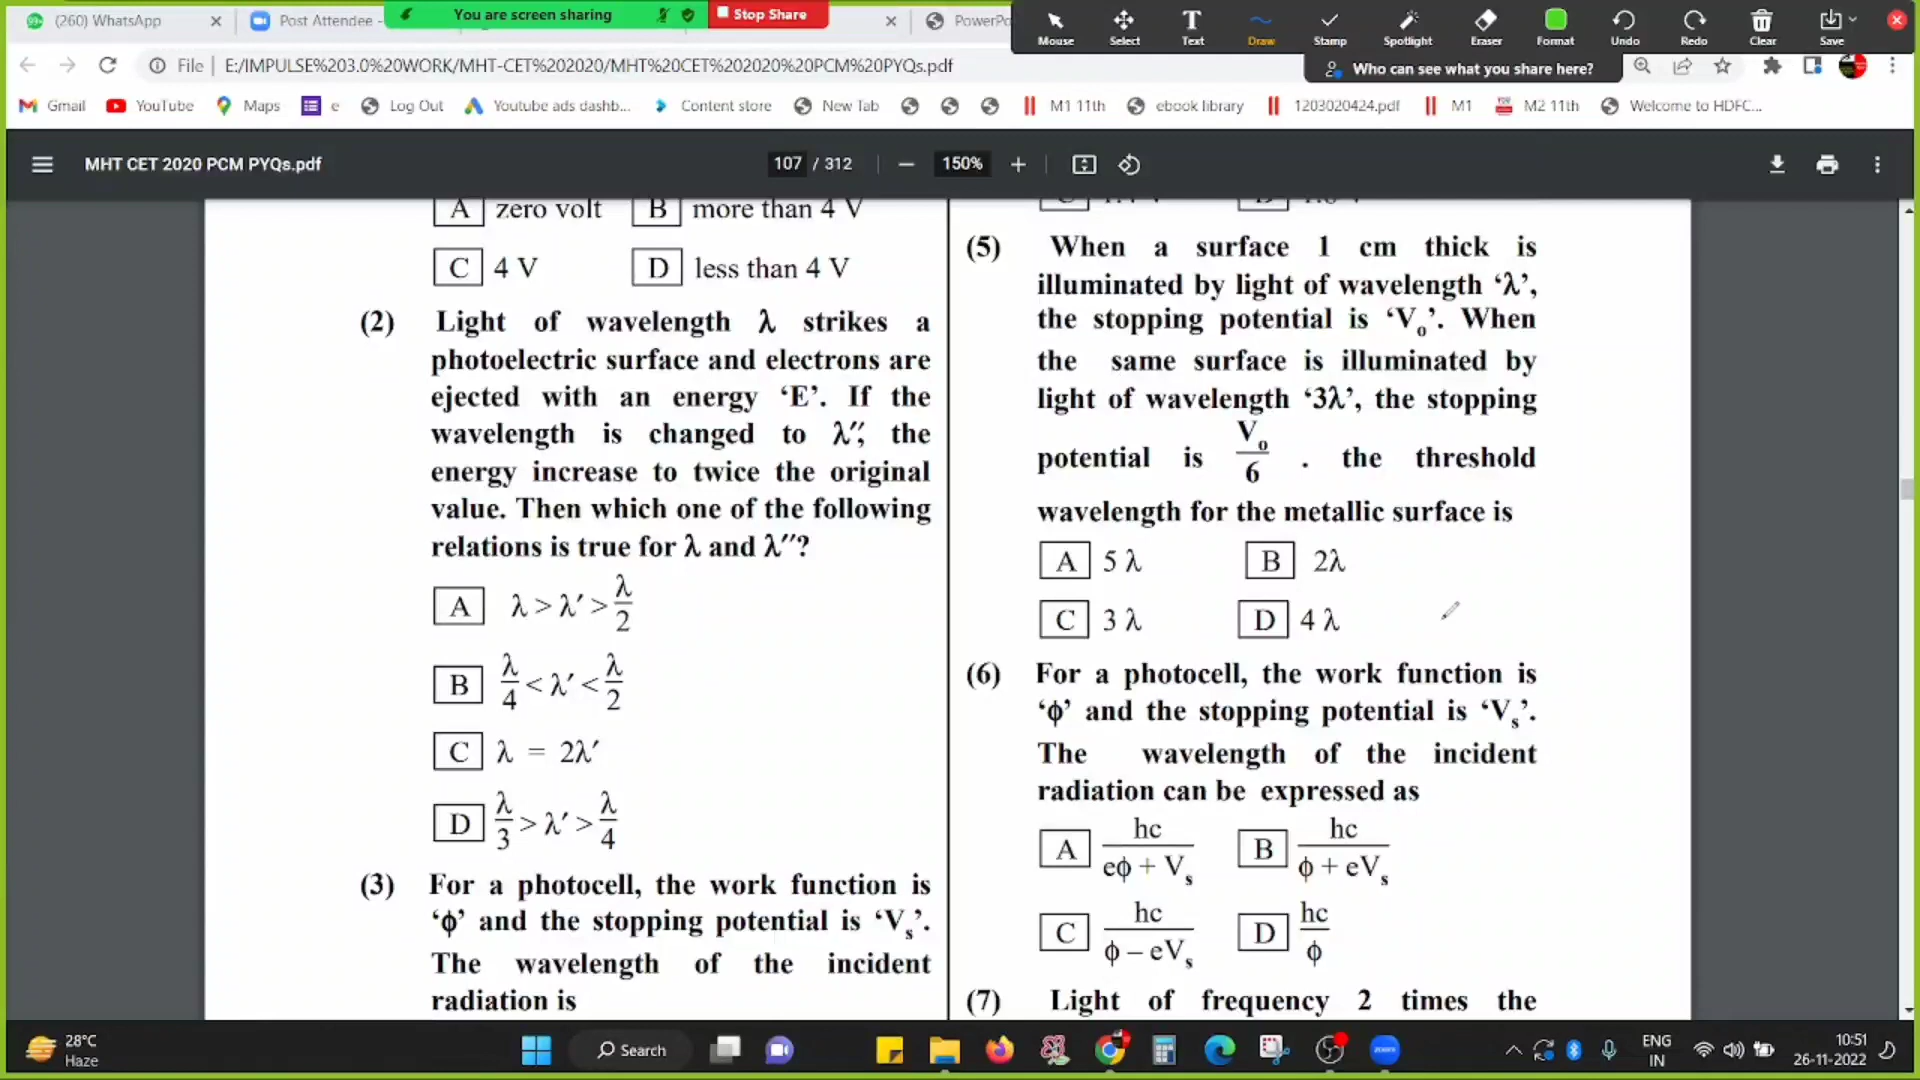 (260) WhatsApp
Post Attendee -
You are screen sharing
Stop Share
PowerPo
Mouse
Select
Text
Draw
Stamp
Spotlight
Eraser
Format
Undo
Redo
Clear
Save
Who can see what you share here?
File | E:/IMPULSE%203.0%20WORK/MHT-CET%202020/MHT%20CET%202020%20PCM%20PYQs.pdf
Gmail
YouTube
Maps
e
Log Out
Youtube ads dashb...
Content store
New Tab
M1 11th
ebook library
1203020424.pdf
M1
M2 11th
Welcome to HDFC...
MHT CET 2020 PCM PYQs.pdf
107 / 312
150%
A zero volt B more than 4 V
C 4 V D less than 4 V
(2) Light of wavelength λ strikes a
photoelectric surface and electrons are
ejected with an energy ‘E’. If the
wavelength is changed to λ″, the
energy increase to twice the original
value. Then which one of the following
relations is true for λ and λ″?
A λ > λ′ > λ/2
B λ/4 < λ′ < λ/2
C λ = 2λ′
D λ/3 > λ′ > λ/4
(3) For a photocell, the work function is
‘ϕ’ and the stopping potential is ‘Vₛ’.
The wavelength of the incident
radiation is
(5) When a surface 1 cm thick is
illuminated by light of wavelength ‘λ’,
the stopping potential is ‘Vₒ’. When
the same surface is illuminated by
light of wavelength ‘3λ’, the stopping
potential is Vₒ/6 . the threshold
wavelength for the metallic surface is
A 5 λ B 2λ
C 3 λ D 4 λ
(6) For a photocell, the work function is
‘ϕ’ and the stopping potential is ‘Vₛ’.
The wavelength of the incident
radiation can be expressed as
A hc/(eϕ + Vₛ) B hc/(ϕ + eVₛ)
C hc/(ϕ – eVₛ) D hc/ϕ
(7) Light of frequency 2 times the
28°C
Haze
Search
zoom
ENG
IN
10:51
26-11-2022